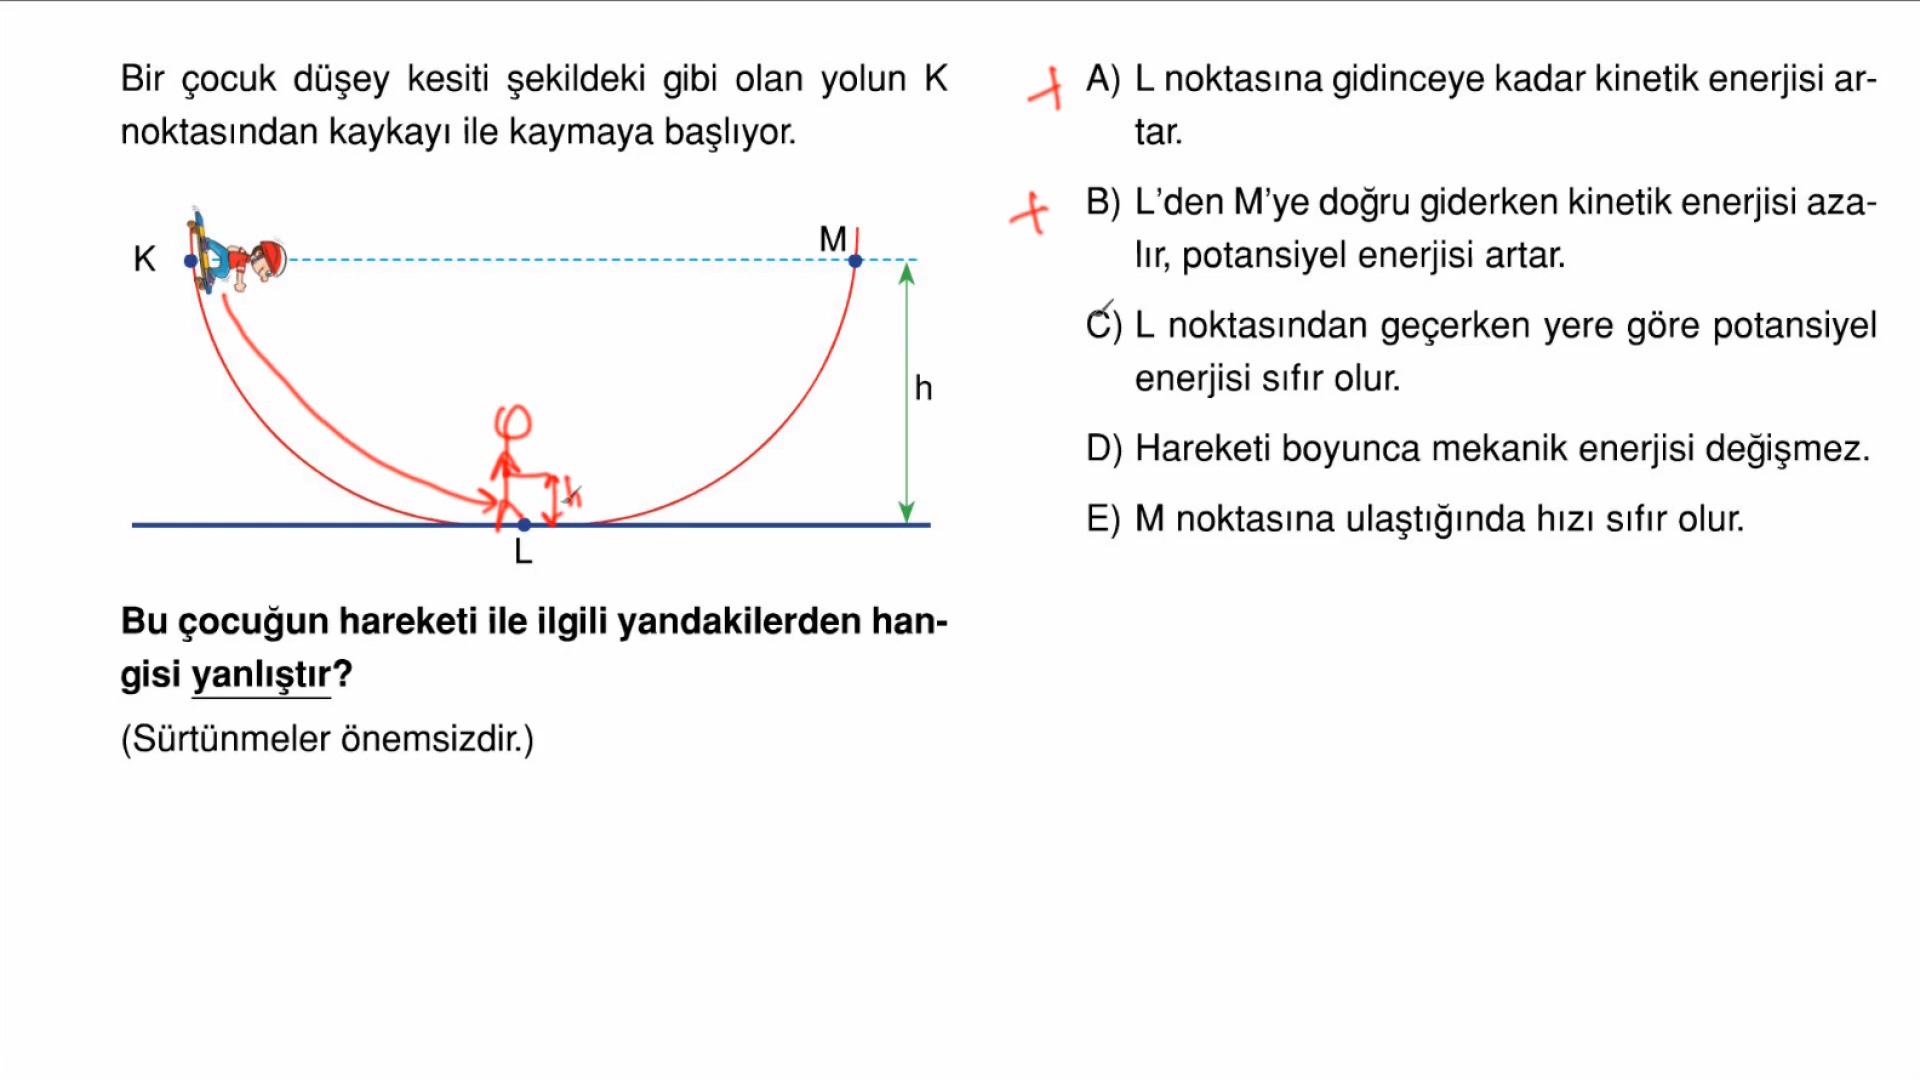 Bir çocuk düşey kesiti şekildeki gibi olan yolun K
noktasından kaykayı ile kaymaya başlıyor.
K
M
h
h
L
Bu çocuğun hareketi ile ilgili yandakilerden han-
gisi yanlıştır?
(Sürtünmeler önemsizdir.)
A) L noktasına gidinceye kadar kinetik enerjisi ar-
tar.
B) L’den M’ye doğru giderken kinetik enerjisi aza-
lır, potansiyel enerjisi artar.
C) L noktasından geçerken yere göre potansiyel
enerjisi sıfır olur.
D) Hareketi boyunca mekanik enerjisi değişmez.
E) M noktasına ulaştığında hızı sıfır olur.